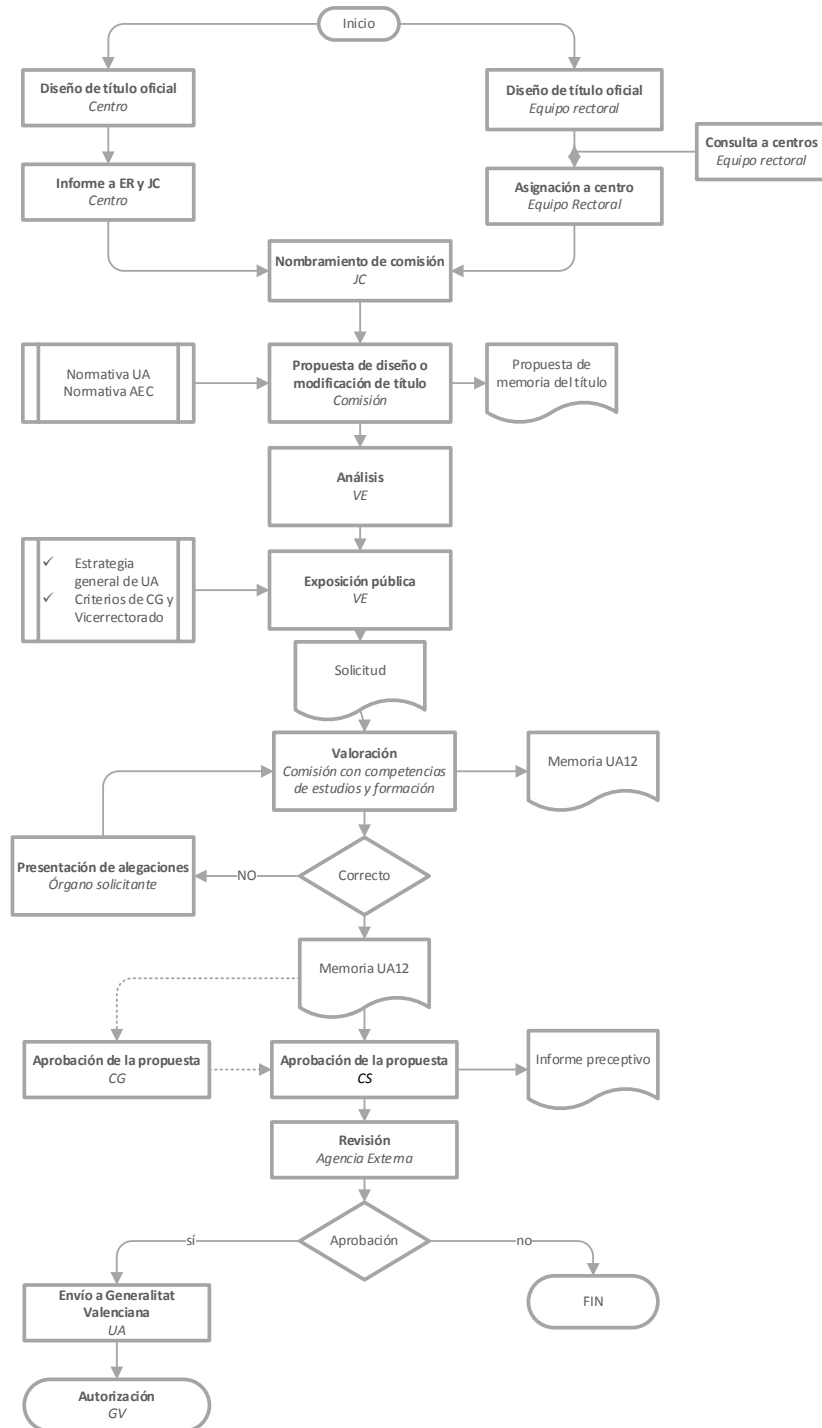 Inicio
Diseño de título oficial
Centro
Diseño de título oficial
Equipo rectoral
Consulta a centros
Equipo rectoral
Informe a ER y JC
Centro
Asignación a centro
Equipo Rectoral
Nombramiento de comisión
JC
Normativa UA
Normativa AEC
Propuesta de diseño o
modificación de título
Comisión
Propuesta de
memoria del título
Análisis
VE
✓ Estrategia
general de UA
✓ Criterios de CG y
Vicerrectorado
Exposición pública
VE
Solicitud
Valoración
Comisión con competencias
de estudios y formación
Memoria UA12
Presentación de alegaciones
Órgano solicitante
NO
Correcto
Memoria UA12
Aprobación de la propuesta
CG
Aprobación de la propuesta
CS
Informe preceptivo
Revisión
Agencia Externa
sí
Aprobación
no
Envío a Generalitat
Valenciana
UA
FIN
Autorización
GV